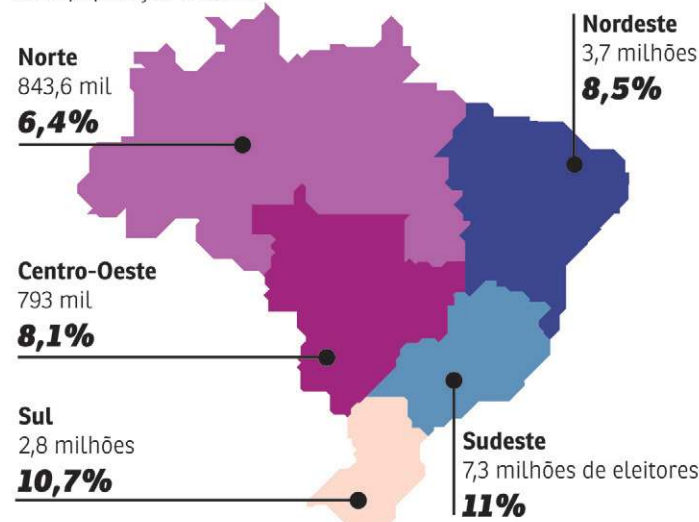 Norte
843,6 mil
6,4%
Nordeste
3,7 milhões
8,5%
Centro-Oeste
793 mil
8,1%
Sul
2,8 milhões
10,7%
Sudeste
7,3 milhões de eleitores
11%